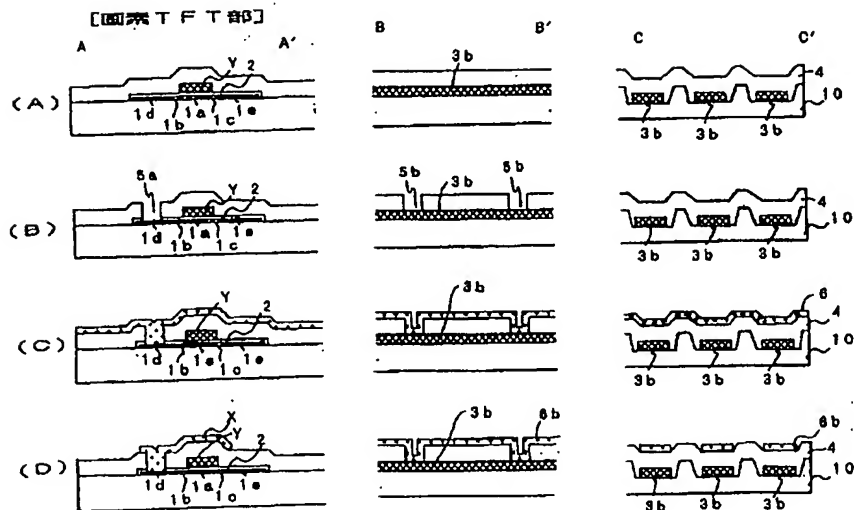 [画素TFT部]
A A' B B' C C'
Y 2 3b 4
(A) 10
1d 1b 1a 1c 1e 3b 3b 3b
5a Y 2 5b 3b 5b 4
(B) 10
1d 1b 1a 1c 1e 3b 3b 3b
Y 2 3b 6 4
(C) 10
1d 1b 1a 1c 1e 3b 3b 3b
X Y 2 3b 6b 6b 4
(D) 10
1d 1b 1a 1c 1e 3b 3b 3b